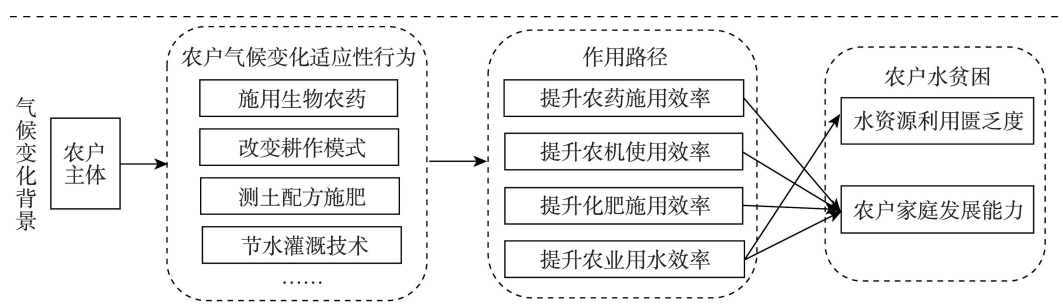 气候变化背景
农户
主体
农户气候变化适应性行为
施用生物农药
改变耕作模式
测土配方施肥
节水灌溉技术
……
作用路径
提升农药施用效率
提升农机使用效率
提升化肥施用效率
提升农业用水效率
农户水贫困
水资源利用匮乏度
农户家庭发展能力